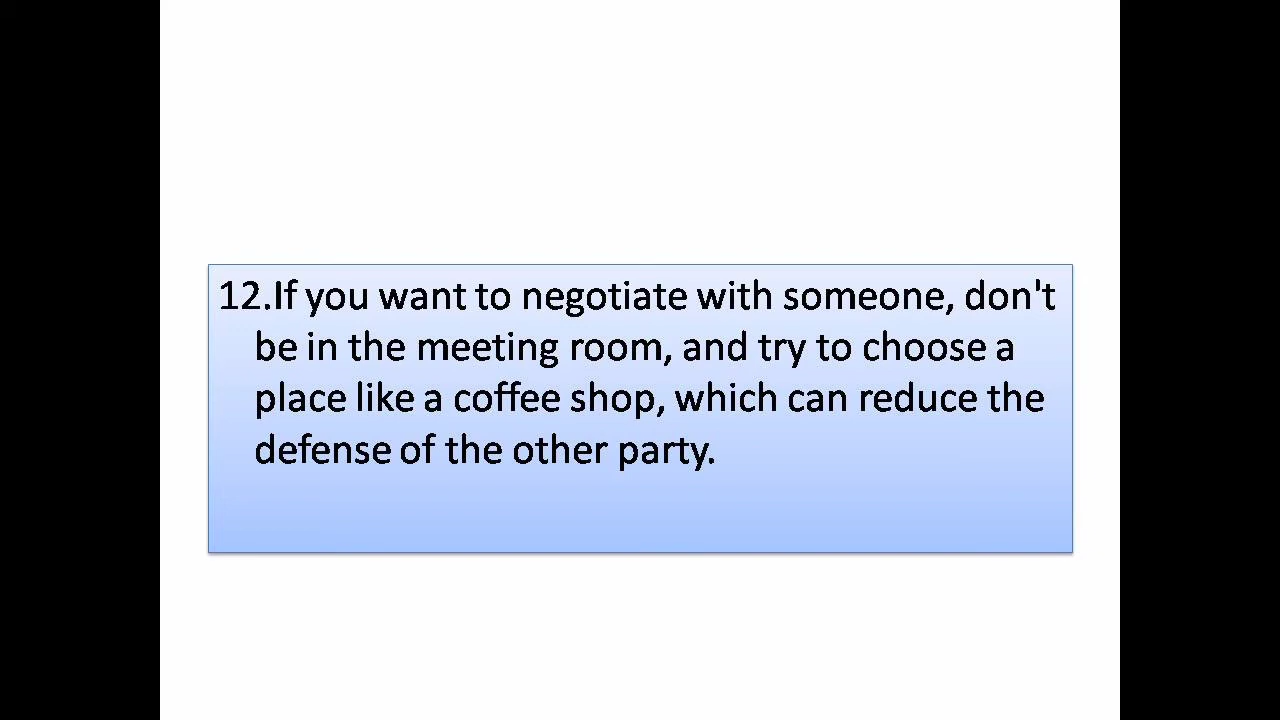 12.If you want to negotiate with someone, don't
be in the meeting room, and try to choose a
place like a coffee shop, which can reduce the
defense of the other party.